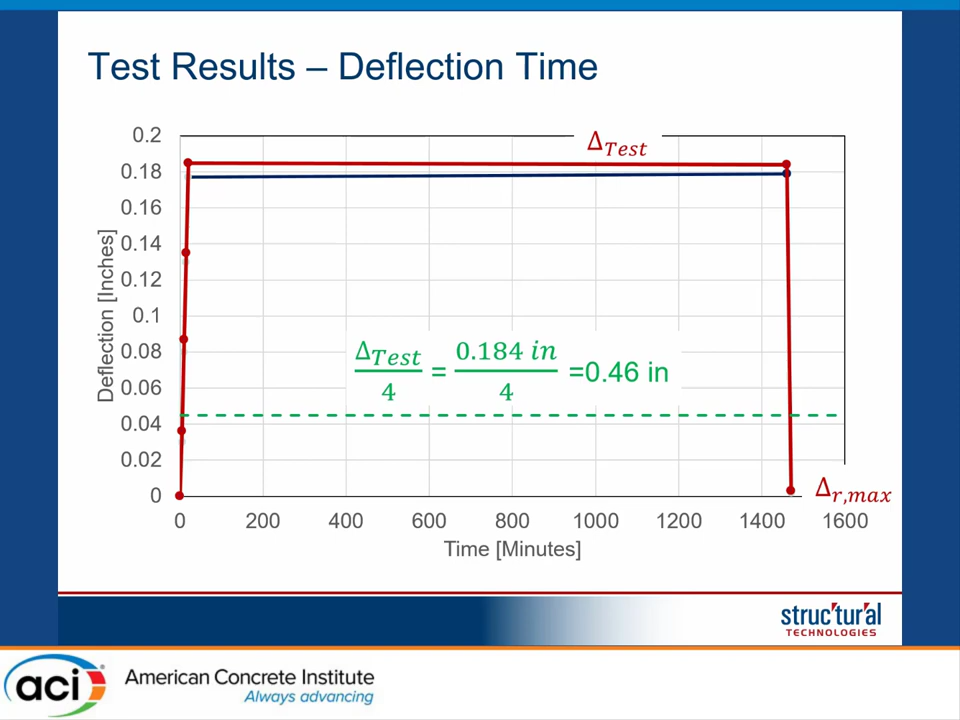 Test Results – Deflection Time
Δ_Test
0.2
0.18
0.16
0.14
0.12
0.1
0.08
0.06
0.04
0.02
0
Deflection [Inches]
Δ_Test/4 = 0.184 in/4 =0.46 in
Δ_r,max
0 200 400 600 800 1000 1200 1400 1600
Time [Minutes]
structural
TECHNOLOGIES
aci
American Concrete Institute
Always advancing